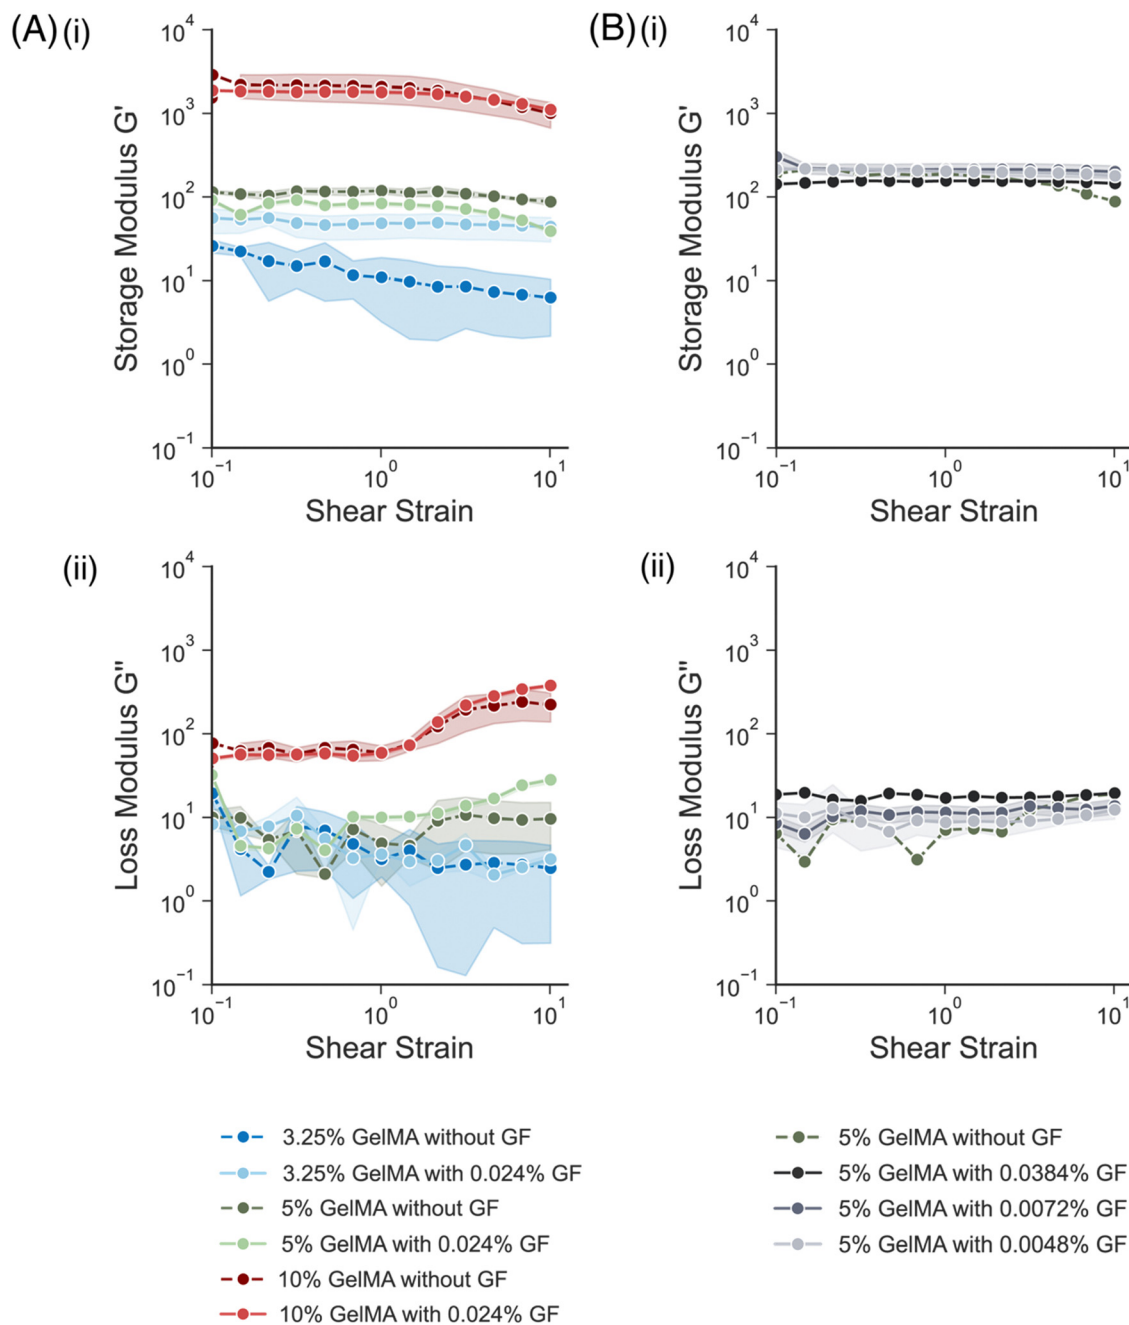 (A) (i)
10^4
10^3
10^2
10^1
10^0
10^−1
Storage Modulus G'
10^−1 10^0 10^1
Shear Strain
(B) (i)
10^4
10^3
10^2
10^1
10^0
10^−1
Storage Modulus G'
10^−1 10^0 10^1
Shear Strain
(ii)
10^4
10^3
10^2
10^1
10^0
10^−1
Loss Modulus G"
10^−1 10^0 10^1
Shear Strain
(ii)
10^4
10^3
10^2
10^1
10^0
10^−1
Loss Modulus G"
10^−1 10^0 10^1
Shear Strain
3.25% GelMA without GF
3.25% GelMA with 0.024% GF
5% GelMA without GF
5% GelMA with 0.024% GF
10% GelMA without GF
10% GelMA with 0.024% GF
5% GelMA without GF
5% GelMA with 0.0384% GF
5% GelMA with 0.0072% GF
5% GelMA with 0.0048% GF